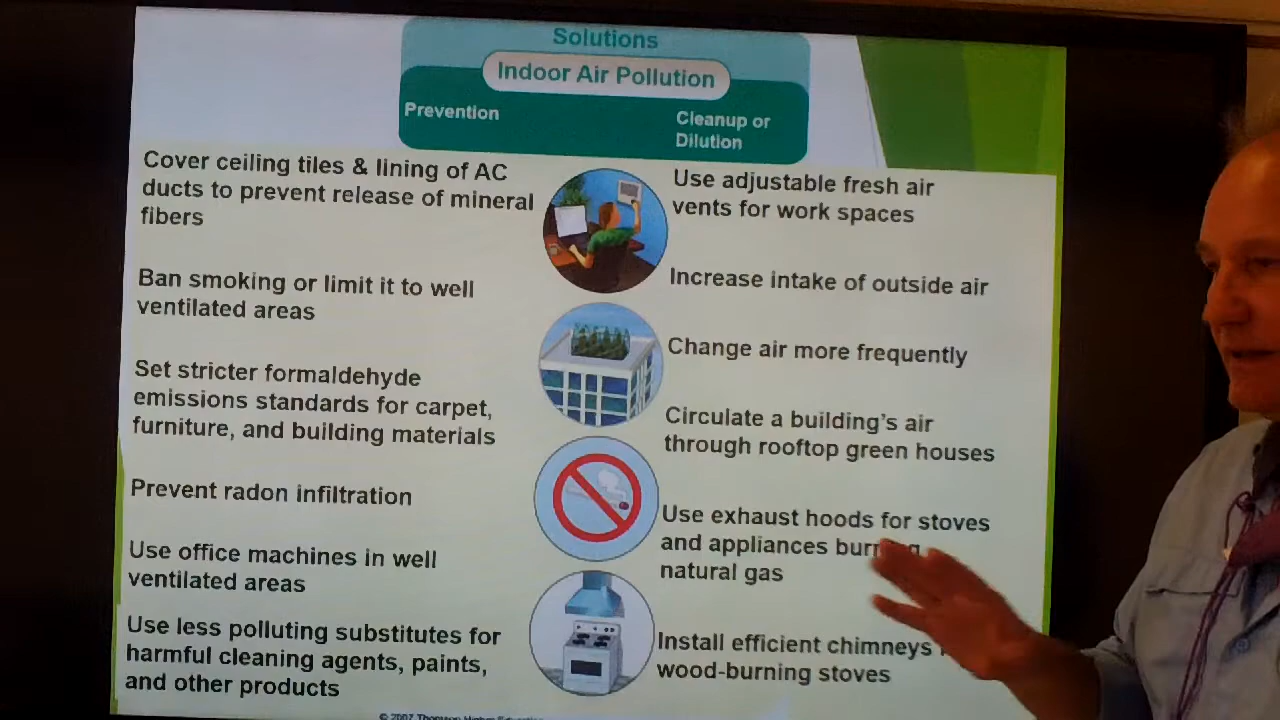 Solutions
Indoor Air Pollution
Prevention
Cleanup or
Dilution
Cover ceiling tiles & lining of AC
ducts to prevent release of mineral
fibers
Ban smoking or limit it to well
ventilated areas
Set stricter formaldehyde
emissions standards for carpet,
furniture, and building materials
Prevent radon infiltration
Use office machines in well
ventilated areas
Use less polluting substitutes for
harmful cleaning agents, paints,
and other products
Use adjustable fresh air
vents for work spaces
Increase intake of outside air
Change air more frequently
Circulate a building's air
through rooftop green houses
Use exhaust hoods for stoves
and appliances
natural gas
Install efficient chimneys
wood-burning stoves
© 2007 Thomson Higher